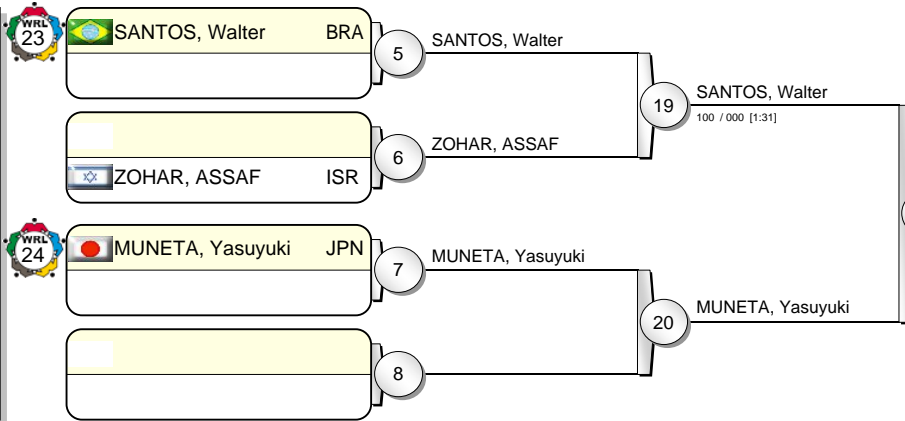 WRL
23
SANTOS, Walter BRA
5
SANTOS, Walter
19
SANTOS, Walter
100 / 000 [1:31]
6
ZOHAR, ASSAF
ZOHAR, ASSAF ISR
WRL
24
MUNETA, Yasuyuki JPN
7
MUNETA, Yasuyuki
20
MUNETA, Yasuyuki
8